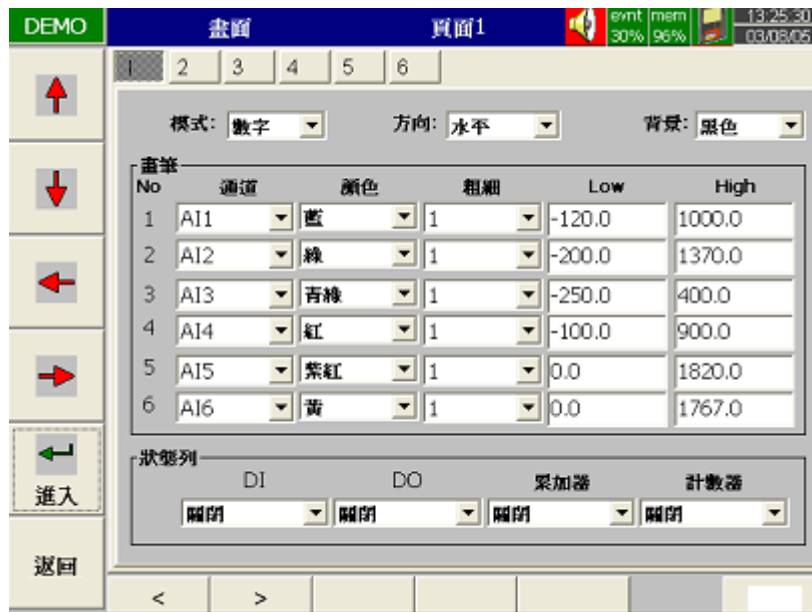 DEMO 畫面 頁面1 evnt mem 13:25:30
30% 96% 03/08/05
1 2 3 4 5 6
模式: 數字 方向: 水平 背景: 黑色
畫筆
No 通道 顏色 粗細 Low High
1 AI1 藍 1 -120.0 1000.0
2 AI2 綠 1 -200.0 1370.0
3 AI3 青綠 1 -250.0 400.0
4 AI4 紅 1 -100.0 900.0
5 AI5 紫紅 1 0.0 1820.0
6 AI6 黃 1 0.0 1767.0
狀態列
DI DO 累加器 計數器
關閉 關閉 關閉 關閉
進入
返回
< >